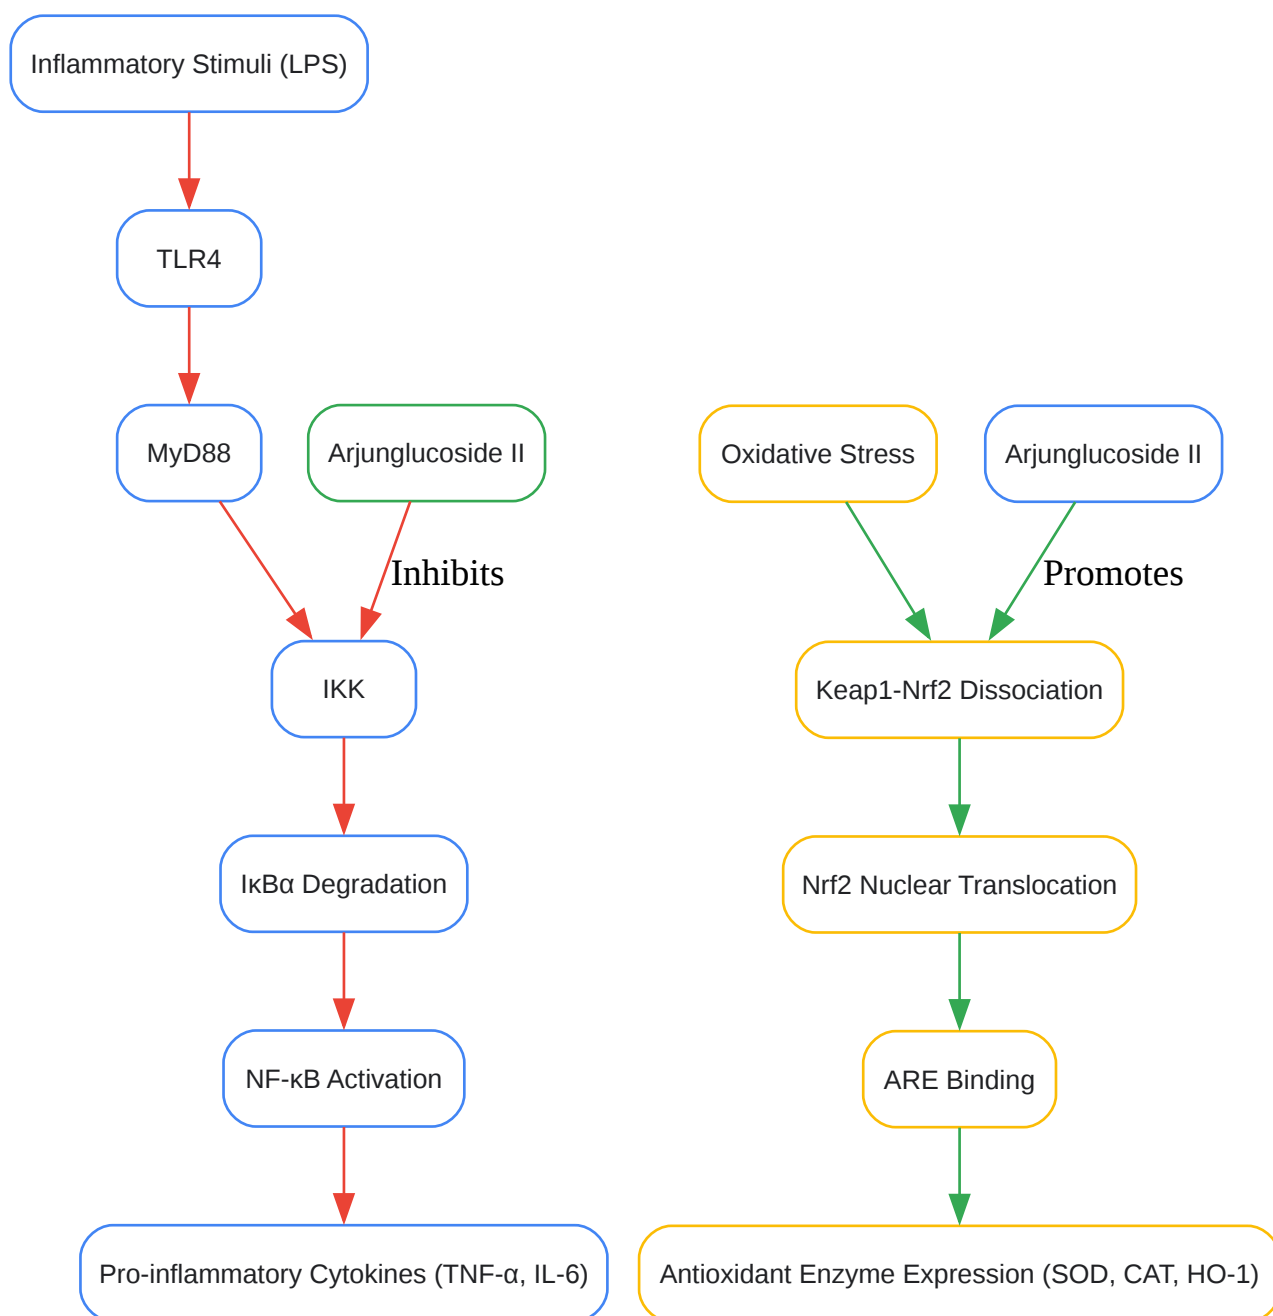 Inflammatory Stimuli (LPS)
TLR4
MyD88
Arjunglucoside II
Inhibits
IKK
IκBα Degradation
NF-κB Activation
Pro-inflammatory Cytokines (TNF-α, IL-6)
Oxidative Stress
Arjunglucoside II
Promotes
Keap1-Nrf2 Dissociation
Nrf2 Nuclear Translocation
ARE Binding
Antioxidant Enzyme Expression (SOD, CAT, HO-1)